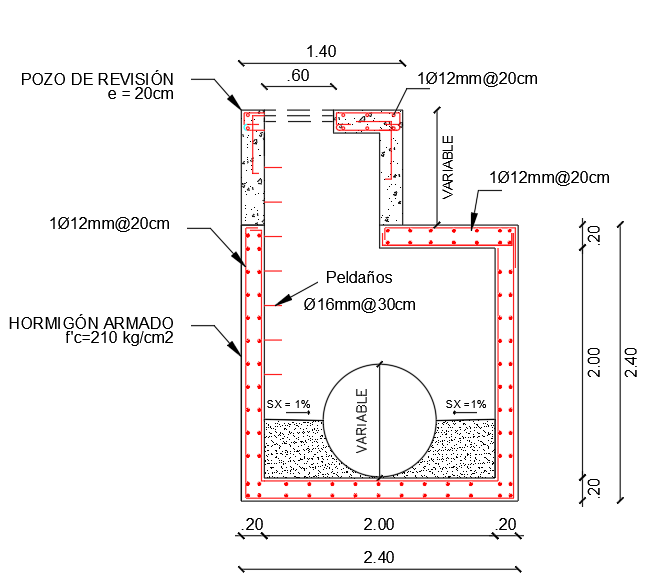 1.40
.60
POZO DE REVISIÓN
e = 20cm
1Ø12mm@20cm
VARIABLE
1Ø12mm@20cm
1Ø12mm@20cm
.20
Peldaños
Ø16mm@30cm
HORMIGÓN ARMADO
f'c=210 kg/cm2
2.00
2.40
SX = 1%
VARIABLE
SX = 1%
.20
.20
2.00
.20
2.40